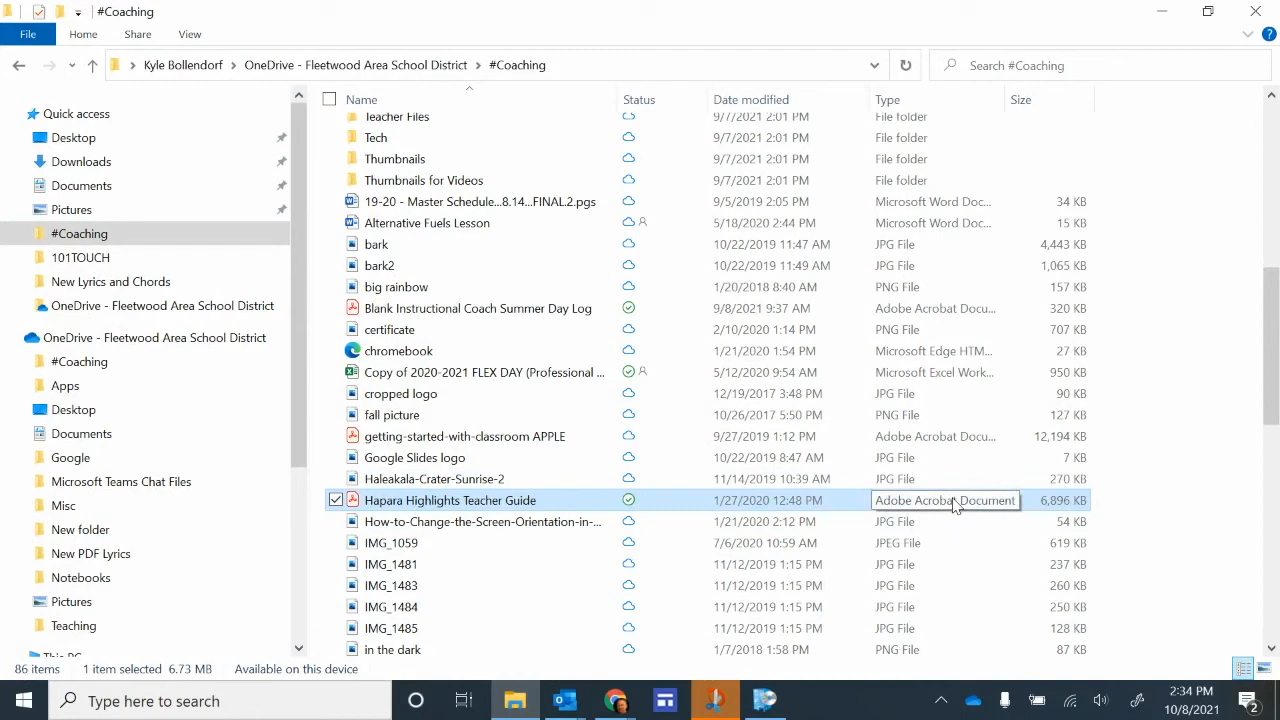 #Coaching
File Home Share View
Kyle Bollendorf > OneDrive - Fleetwood Area School District > #Coaching
Search #Coaching
Name Status Date modified Type Size
Quick access
Desktop
Downloads
Documents
Pictures
#Coaching
101TOUCH
New Lyrics and Chords
OneDrive - Fleetwood Area School District
OneDrive - Fleetwood Area School District
#Coaching
Apps
Desktop
Documents
Google
Microsoft Teams Chat Files
Misc
New folder
New PDF Lyrics
Notebooks
Pictures
Teaching
This PC
Teacher Files 9/7/2021 2:01 PM File folder
Tech 9/7/2021 2:01 PM File folder
Thumbnails 9/7/2021 2:01 PM File folder
Thumbnails for Videos 9/7/2021 2:01 PM File folder
19-20 - Master Schedule...8.14...FINAL.2.pgs 9/5/2019 2:05 PM Microsoft Word Doc... 34 KB
Alternative Fuels Lesson 5/18/2020 2:44 PM Microsoft Word Doc... 15 KB
bark 10/22/2019 11:47 AM JPG File 4,443 KB
bark2 10/22/2019 11:49 AM JPG File 1,065 KB
big rainbow 1/20/2018 8:40 AM PNG File 157 KB
Blank Instructional Coach Summer Day Log 9/8/2021 9:37 AM Adobe Acrobat Docu... 320 KB
certificate 2/10/2020 1:14 PM PNG File 707 KB
chromebook 1/21/2020 1:54 PM Microsoft Edge HTM... 27 KB
Copy of 2020-2021 FLEX DAY (Professional ... 5/12/2020 9:54 AM Microsoft Excel Work... 950 KB
cropped logo 12/19/2017 3:48 PM JPG File 90 KB
fall picture 10/26/2017 5:50 PM PNG File 127 KB
getting-started-with-classroom APPLE 9/27/2019 1:12 PM Adobe Acrobat Docu... 12,194 KB
Google Slides logo 10/22/2019 8:47 AM JPG File 7 KB
Haleakala-Crater-Sunrise-2 11/14/2019 10:39 AM JPG File 270 KB
Hapara Highlights Teacher Guide 1/27/2020 12:48 PM Adobe Acrobat Document 6,896 KB
How-to-Change-the-Screen-Orientation-in-... 1/21/2020 2:12 PM JPG File 54 KB
IMG_1059 7/6/2020 10:59 AM JPEG File 619 KB
IMG_1481 11/12/2019 1:15 PM JPG File 237 KB
IMG_1483 11/12/2019 1:15 PM JPG File 260 KB
IMG_1484 11/12/2019 1:15 PM JPG File 250 KB
IMG_1485 11/12/2019 1:15 PM JPG File 128 KB
in the dark 1/7/2018 1:58 PM PNG File 87 KB
86 items 1 item selected 6.73 MB Available on this device
Type here to search
2:34 PM
10/8/2021
2